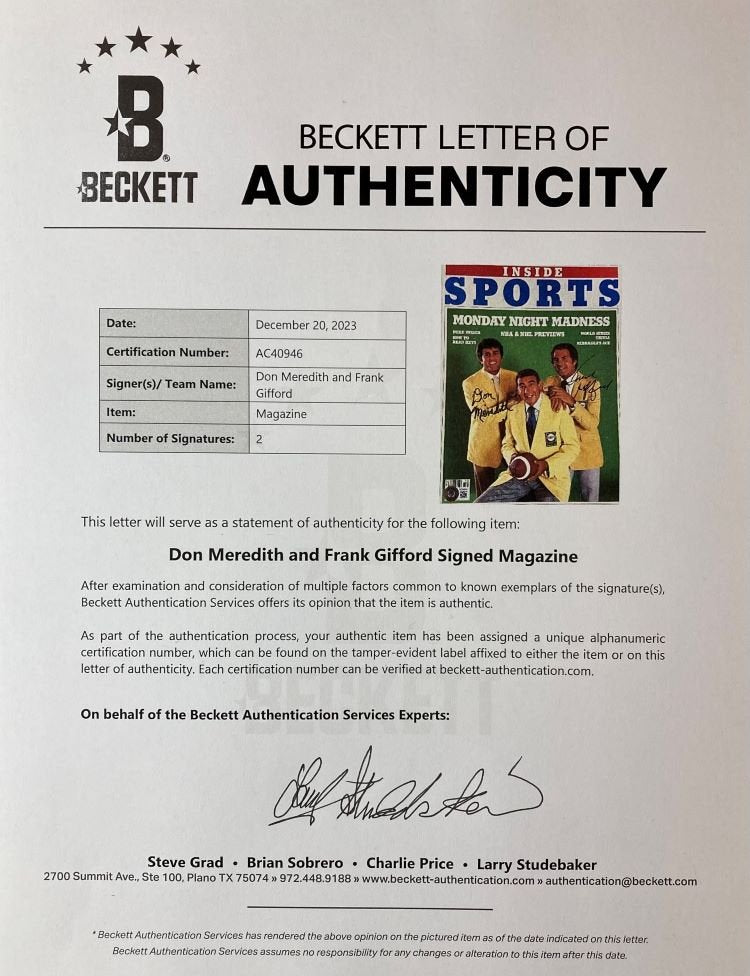 B®
BECKETT
BECKETT LETTER OF
AUTHENTICITY
Date: December 20, 2023
Certification Number: AC40946
Signer(s)/ Team Name: Don Meredith and Frank
Gifford
Item: Magazine
Number of Signatures: 2
INSIDE
SPORTS
MONDAY NIGHT MADNESS
NBA & NHL PREVIEWS
WORLD SERIES
Don
Meredith
Gifford
This letter will serve as a statement of authenticity for the following item:
Don Meredith and Frank Gifford Signed Magazine
After examination and consideration of multiple factors common to known exemplars of the signature(s),
Beckett Authentication Services offers its opinion that the item is authentic.
As part of the authentication process, your authentic item has been assigned a unique alphanumeric
certification number, which can be found on the tamper-evident label affixed to either the item or on this
letter of authenticity. Each certification number can be verified at beckett-authentication.com.
BECKETT
On behalf of the Beckett Authentication Services Experts:
Steve Grad • Brian Sobrero • Charlie Price • Larry Studebaker
2700 Summit Ave., Ste 100, Plano TX 75074 » 972.448.9188 » www.beckett-authentication.com » authentication@beckett.com
* Beckett Authentication Services has rendered the above opinion on the pictured item as of the date indicated on this letter.
Beckett Authentication Services assumes no responsibility for any changes or alteration to this item after this date.